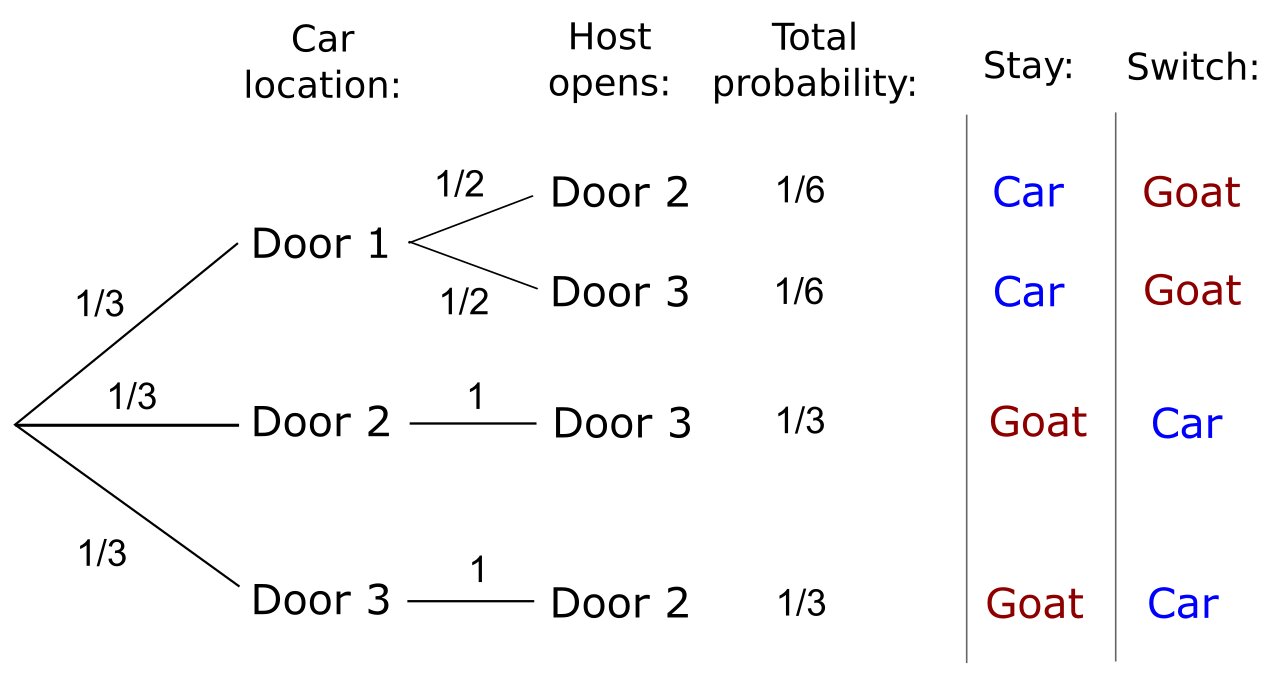 Car
location:
Host
opens:
Total
probability:
Stay:
Switch:
1/2
Door 2
1/6
Car
Goat
Door 1
1/3
1/2
Door 3
1/6
Car
Goat
1/3
Door 2
1
Door 3
1/3
Goat
Car
1/3
Door 3
1
Door 2
1/3
Goat
Car